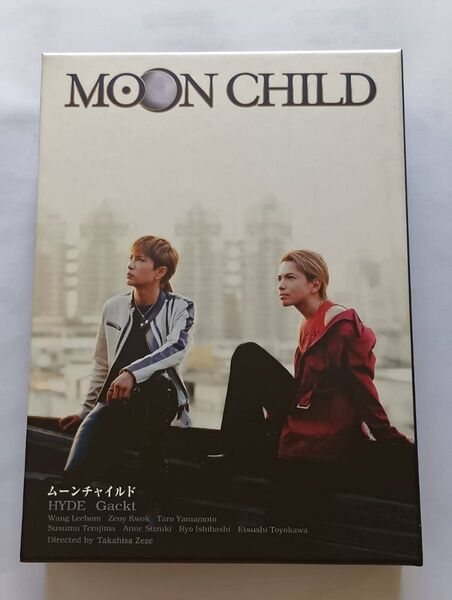 MOON CHILD
ムーンチャイルド
HYDE Gackt
Wang Leehom Zeny Kwok Taro Yamamoto
Susumu Terajima Anne Suzuki Ryo Ishibashi Etsushi Toyokawa
Directed by Takahisa Zeze